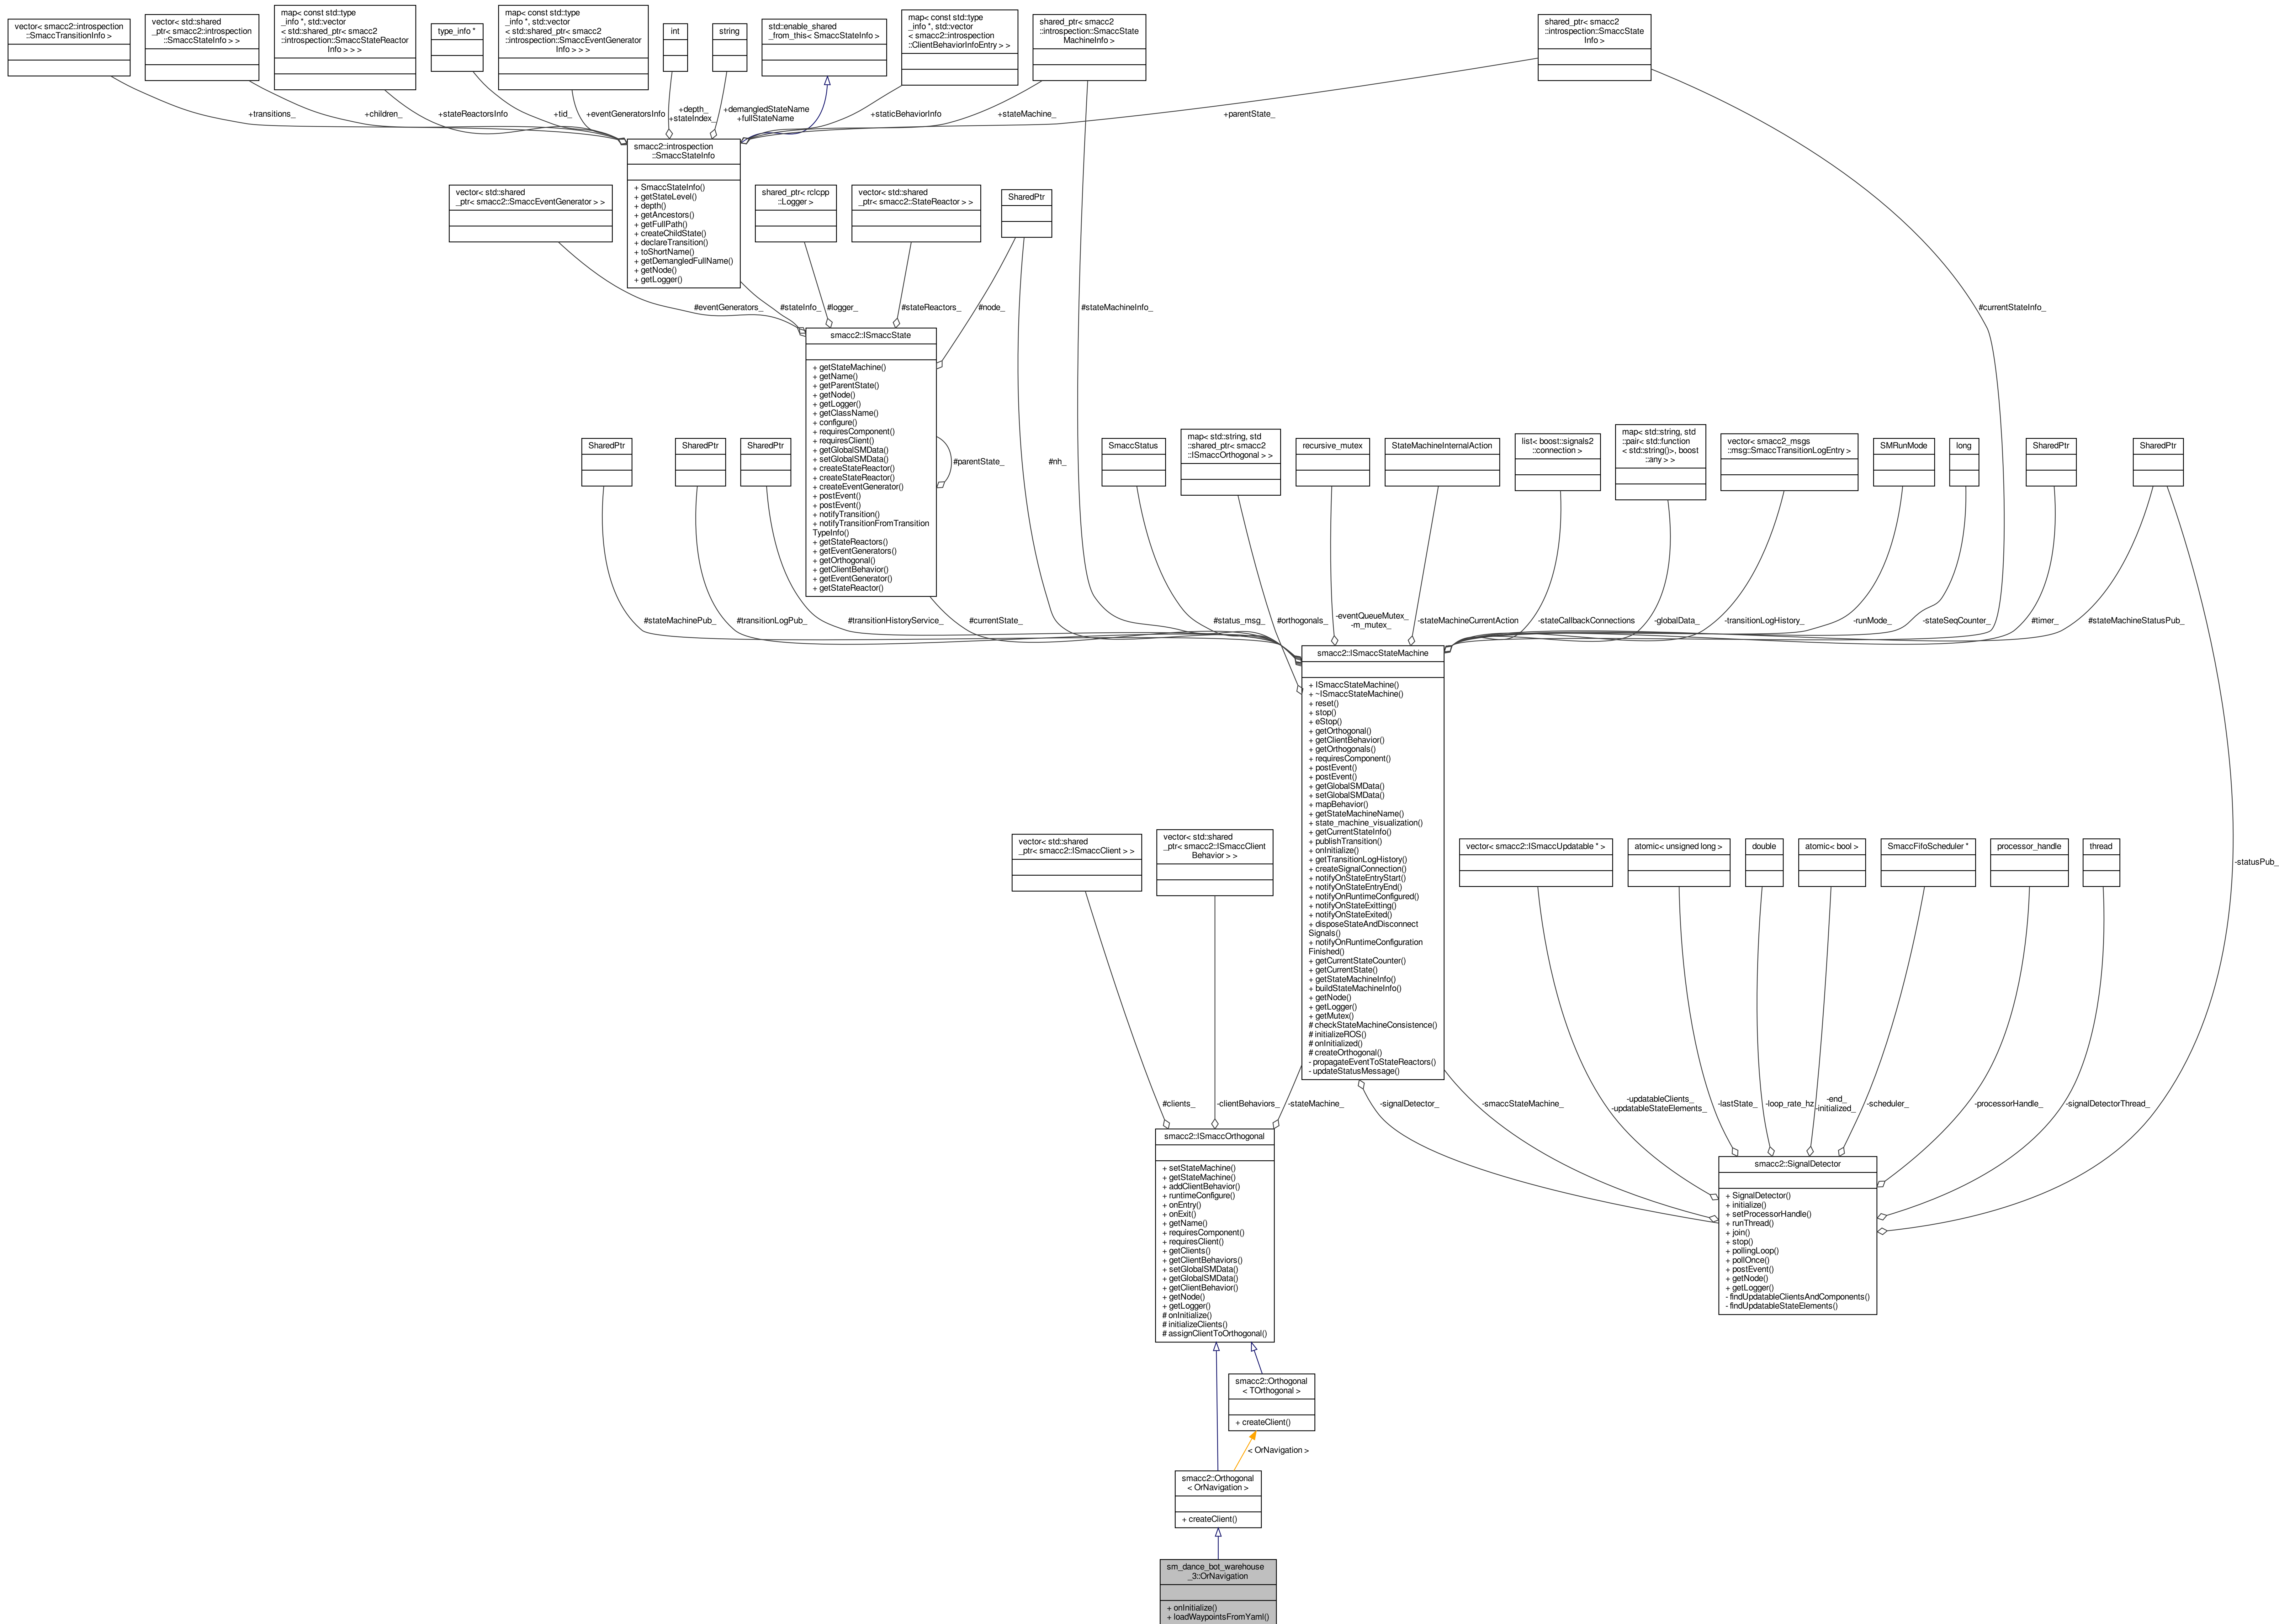 vector< smacc2::introspection
::SmaccTransitionInfo >
vector< std::shared
_ptr< smacc2::introspection
::SmaccStateInfo > >
map< const std::type
_info *, std::vector
< std::shared_ptr< smacc2
::introspection::SmaccStateReactor
Info > > >
type_info *
map< const std::type
_info *, std::vector
< std::shared_ptr< smacc2
::introspection::SmaccEventGenerator
Info > > >
int
string
std::enable_shared
_from_this< SmaccStateInfo >
map< const std::type
_info *, std::vector
< smacc2::introspection
::ClientBehaviorInfoEntry > >
shared_ptr< smacc2
::introspection::SmaccState
MachineInfo >
shared_ptr< smacc2
::introspection::SmaccState
Info >
+transitions_
+children_
+stateReactorsInfo
+tid_
+eventGeneratorsInfo
+depth_
+stateIndex_
+demangledStateName
+fullStateName
+staticBehaviorInfo
+stateMachine_
+parentState_
smacc2::introspection
::SmaccStateInfo
+ SmaccStateInfo()
+ getStateLevel()
+ depth()
+ getAncestors()
+ getFullPath()
+ createChildState()
+ declareTransition()
+ toShortName()
+ getDemangledFullName()
+ getNode()
+ getLogger()
vector< std::shared
_ptr< smacc2::SmaccEventGenerator > >
shared_ptr< rclcpp
::Logger >
vector< std::shared
_ptr< smacc2::StateReactor > >
SharedPtr
#eventGenerators_
#stateInfo_
#logger_
#stateReactors_
#node_
#stateMachineInfo_
#currentStateInfo_
smacc2::ISmaccState
+ getStateMachine()
+ getName()
+ getParentState()
+ getNode()
+ getLogger()
+ getClassName()
+ configure()
+ requiresComponent()
+ requiresClient()
+ getGlobalSMData()
+ setGlobalSMData()
+ createStateReactor()
+ createStateReactor()
+ createEventGenerator()
+ postEvent()
+ postEvent()
+ notifyTransition()
+ notifyTransitionFromTransition
TypeInfo()
+ getStateReactors()
+ getEventGenerators()
+ getOrthogonal()
+ getClientBehavior()
+ getEventGenerator()
+ getStateReactor()
#parentState_
#nh_
SharedPtr
SharedPtr
SharedPtr
SmaccStatus
map< std::string, std
::shared_ptr< smacc2
::ISmaccOrthogonal > >
recursive_mutex
StateMachineInternalAction
list< boost::signals2
::connection >
map< std::string, std
::pair< std::function
< std::string()>, boost
::any > >
vector< smacc2_msgs
::msg::SmaccTransitionLogEntry >
SMRunMode
long
SharedPtr
SharedPtr
#stateMachinePub_
#transitionLogPub_
#transitionHistoryService_
#currentState_
#status_msg_
#orthogonals_
-eventQueueMutex_
-m_mutex_
-stateMachineCurrentAction
-stateCallbackConnections
-globalData_
-transitionLogHistory_
-runMode_
-stateSeqCounter_
#timer_
#stateMachineStatusPub_
smacc2::ISmaccStateMachine
+ ISmaccStateMachine()
+ ~ISmaccStateMachine()
+ reset()
+ stop()
+ eStop()
+ getOrthogonal()
+ getClientBehavior()
+ getOrthogonals()
+ requiresComponent()
+ postEvent()
+ postEvent()
+ getGlobalSMData()
+ setGlobalSMData()
+ mapBehavior()
+ getStateMachineName()
+ state_machine_visualization()
+ getCurrentStateInfo()
+ publishTransition()
+ onInitialize()
+ getTransitionLogHistory()
+ createSignalConnection()
+ notifyOnStateEntryStart()
+ notifyOnStateEntryEnd()
+ notifyOnRuntimeConfigured()
+ notifyOnStateExitting()
+ notifyOnStateExited()
+ disposeStateAndDisconnect
Signals()
+ notifyOnRuntimeConfiguration
Finished()
+ getCurrentStateCounter()
+ getCurrentState()
+ getStateMachineInfo()
+ buildStateMachineInfo()
+ getNode()
+ getLogger()
+ getMutex()
# checkStateMachineConsistence()
# initializeROS()
# onInitialized()
# createOrthogonal()
- propagateEventToStateReactors()
- updateStatusMessage()
vector< std::shared
_ptr< smacc2::ISmaccClient > >
vector< std::shared
_ptr< smacc2::ISmaccClient
Behavior > >
vector< smacc2::ISmaccUpdatable * >
atomic< unsigned long >
double
atomic< bool >
SmaccFifoScheduler *
processor_handle
thread
-statusPub_
#clients_
-clientBehaviors_
-stateMachine_
-signalDetector_
-smaccStateMachine_
-updatableClients_
-updatableStateElements_
-lastState_
-loop_rate_hz
-end_
-initialized_
-scheduler_
-processorHandle_
-signalDetectorThread_
smacc2::ISmaccOrthogonal
+ setStateMachine()
+ getStateMachine()
+ addClientBehavior()
+ runtimeConfigure()
+ onEntry()
+ onExit()
+ getName()
+ requiresComponent()
+ requiresClient()
+ getClients()
+ getClientBehaviors()
+ setGlobalSMData()
+ getGlobalSMData()
+ getClientBehavior()
+ getNode()
+ getLogger()
# onInitialize()
# initializeClients()
# assignClientToOrthogonal()
smacc2::SignalDetector
+ SignalDetector()
+ initialize()
+ setProcessorHandle()
+ runThread()
+ join()
+ stop()
+ pollingLoop()
+ pollOnce()
+ postEvent()
+ getNode()
+ getLogger()
- findUpdatableClientsAndComponents()
- findUpdatableStateElements()
smacc2::Orthogonal
< TOrthogonal >
+ createClient()
< OrNavigation >
smacc2::Orthogonal
< OrNavigation >
+ createClient()
sm_dance_bot_warehouse
_3::OrNavigation
+ onInitialize()
+ loadWaypointsFromYaml()